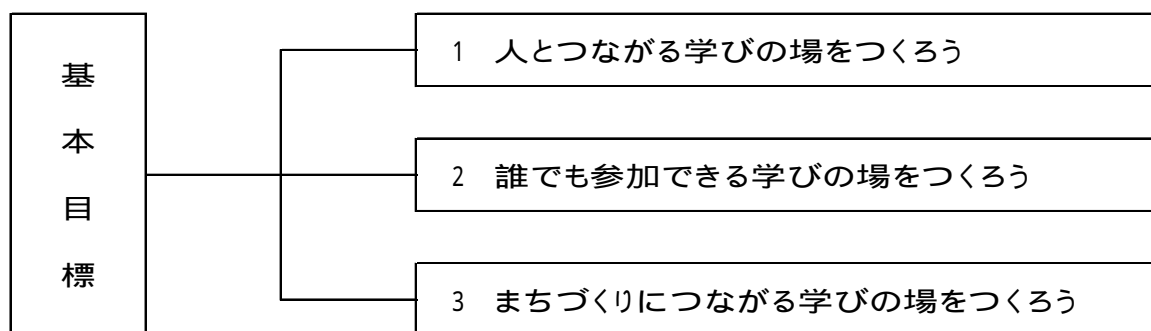 基本目標
1 人とつながる学びの場をつくろう
2 誰でも参加できる学びの場をつくろう
3 まちづくりにつながる学びの場をつくろう